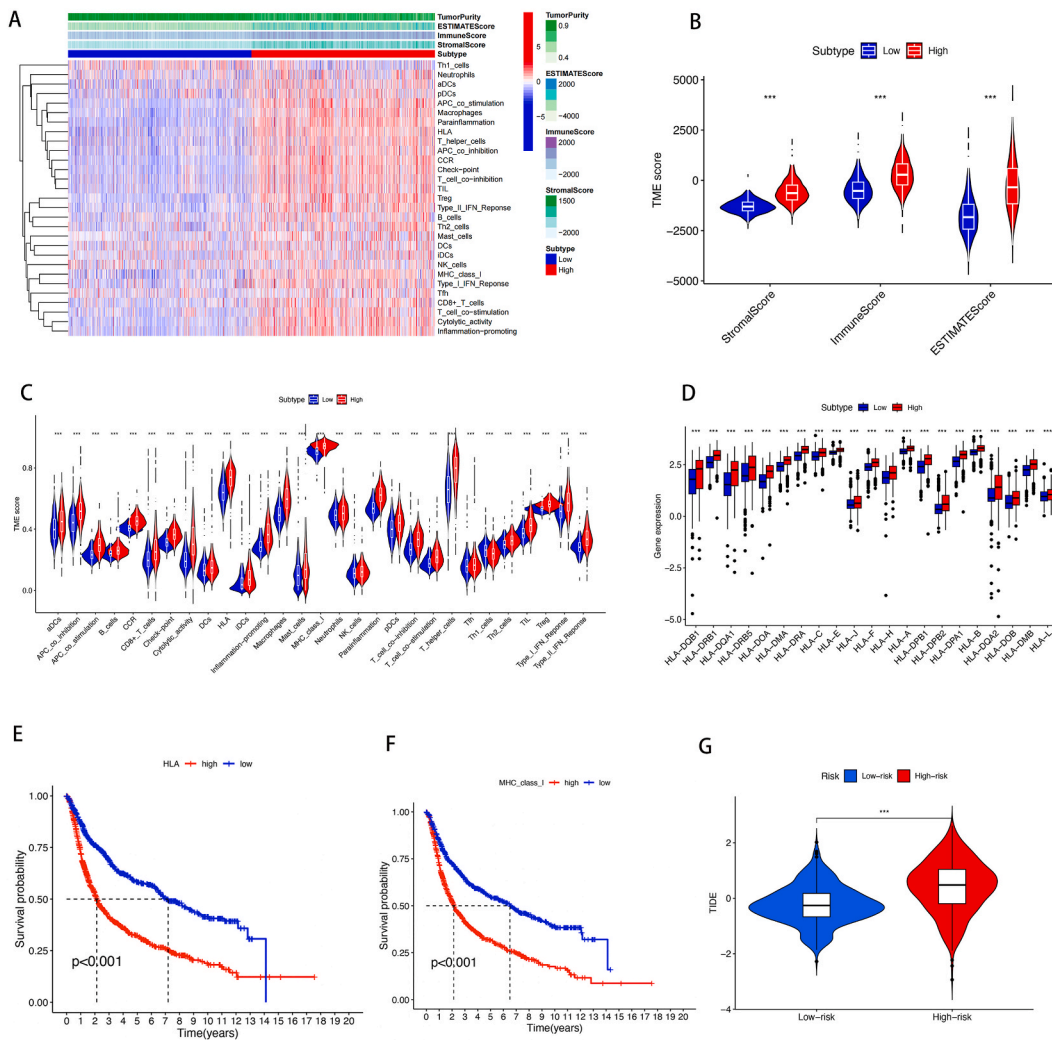 A
TumorPurity
ESTIMATEScore
ImmuneScore
StromalScore
Subtype
Th1_cells
Neutrophils
aDCs
pDCs
APC_co_stimulation
Macrophages
Parainflammation
HLA
T_helper_cells
APC_co_inhibition
CCR
Check-point
T_cell_co-inhibition
TIL
Treg
Type_II_IFN_Reponse
B_cells
Th2_cells
Mast_cells
DCs
iDCs
NK_cells
MHC_class_I
Type_I_IFN_Reponse
Tfh
CD8+_T_cells
T_cell_co-stimulation
Cytolytic_activity
Inflammation-promoting
5
0
−5
TumorPurity
0.9
0.4
ESTIMATEScore
2000
−4000
ImmuneScore
2000
−2000
StromalScore
1500
−2000
Subtype
Low
High
B
Subtype Low High
TME score
5000
2500
0
−2500
−5000
*** *** ***
StromalScore
ImmuneScore
ESTIMATEScore
C
Subtype Low High
TME score
0.8
0.4
0.0
*** *** *** *** *** *** *** *** *** *** *** *** *** *** *** *** *** *** *** *** *** *** *** *** *** *** *** *** ***
aDCs
APC_co_inhibition
APC_co_stimulation
B_cells
CCR
CD8+_T_cells
Check-point
Cytolytic_activity
DCs
HLA
iDCs
Inflammation-promoting
Macrophages
Mast_cells
MHC_class_I
Neutrophils
NK_cells
Parainflammation
pDCs
T_cell_co-inhibition
T_cell_co-stimulation
T_helper_cells
Tfh
Th1_cells
Th2_cells
TIL
Treg
Type_I_IFN_Reponse
Type_II_IFN_Reponse
D
Subtype Low High
Gene expression
2.5
0.0
−2.5
−5.0
*** *** *** *** *** *** *** *** *** *** *** *** *** *** *** *** *** *** *** *** ***
HLA−DQB1
HLA−DRB1
HLA−DQA1
HLA−DRB5
HLA−DOA
HLA−DMA
HLA−DRA
HLA−C
HLA−E
HLA−J
HLA−F
HLA−H
HLA−A
HLA−DPB1
HLA−DPB2
HLA−DPA1
HLA−B
HLA−DQA2
HLA−DOB
HLA−DMB
HLA−L
E
HLA high low
Survival probability
1.00
0.75
0.50
0.25
0.00
p<0.001
0 1 2 3 4 5 6 7 8 9 10 11 12 13 14 15 16 17 18 19 20
Time(years)
F
MHC_class_I high low
Survival probability
1.00
0.75
0.50
0.25
0.00
p<0.001
0 1 2 3 4 5 6 7 8 9 10 11 12 13 14 15 16 17 18 19 20
Time(years)
G
Risk Low−risk High−risk
TIDE
2
0
−2
−4
***
Low−risk
High−risk